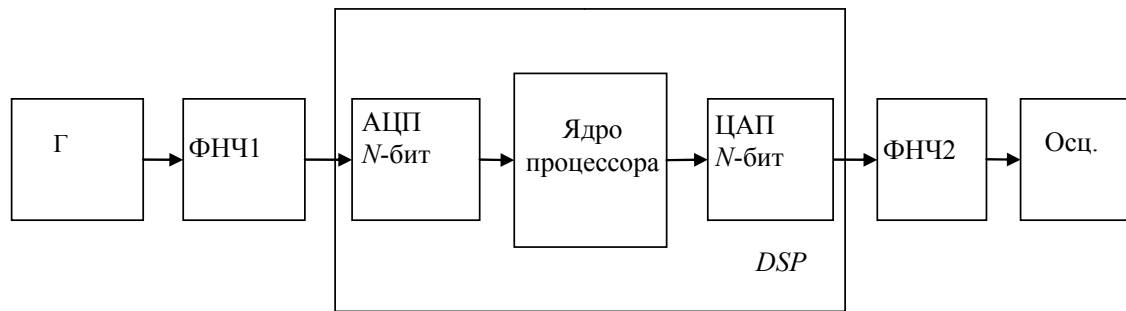 Г
ФНЧ1
АЦП
N-бит
Ядро
процессора
ЦАП
N-бит
ФНЧ2
Осц.
DSP